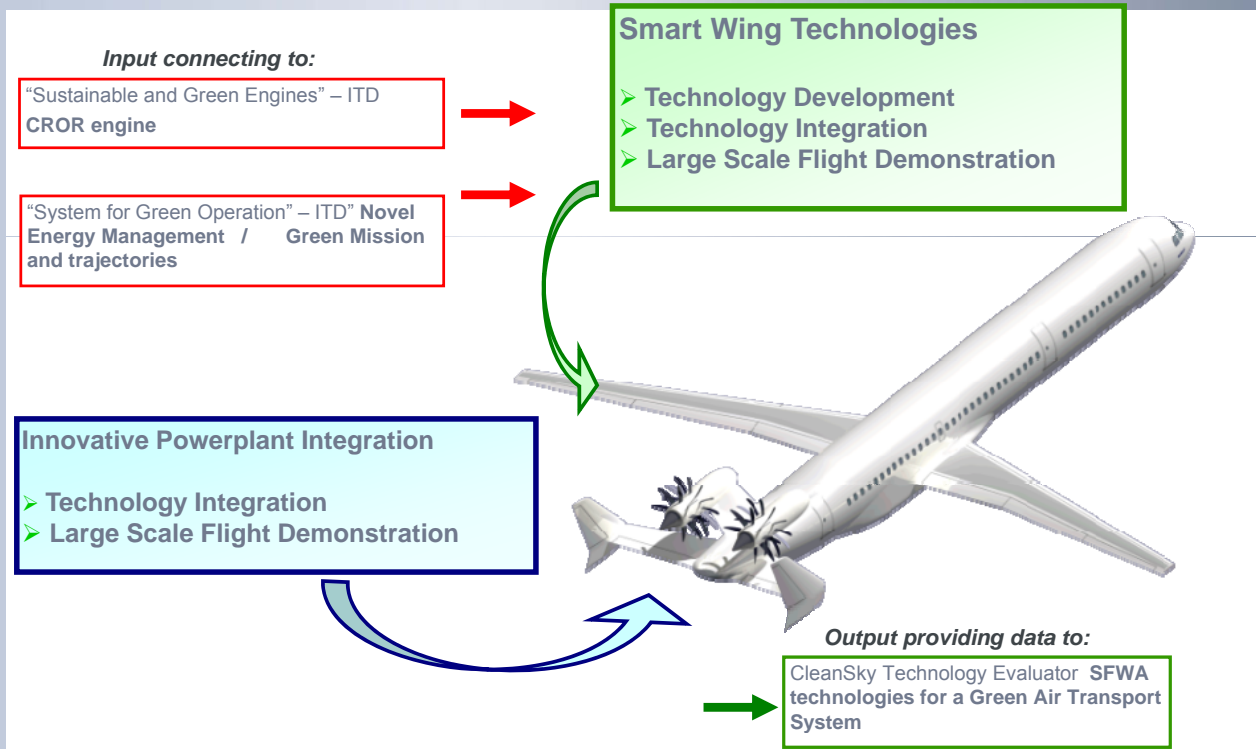 Input connecting to:
“Sustainable and Green Engines” – ITD
CROR engine
“System for Green Operation” – ITD” Novel
Energy Management / Green Mission
and trajectories
Smart Wing Technologies
➢ Technology Development
➢ Technology Integration
➢ Large Scale Flight Demonstration
Innovative Powerplant Integration
➢ Technology Integration
➢ Large Scale Flight Demonstration
Output providing data to:
CleanSky Technology Evaluator SFWA
technologies for a Green Air Transport
System